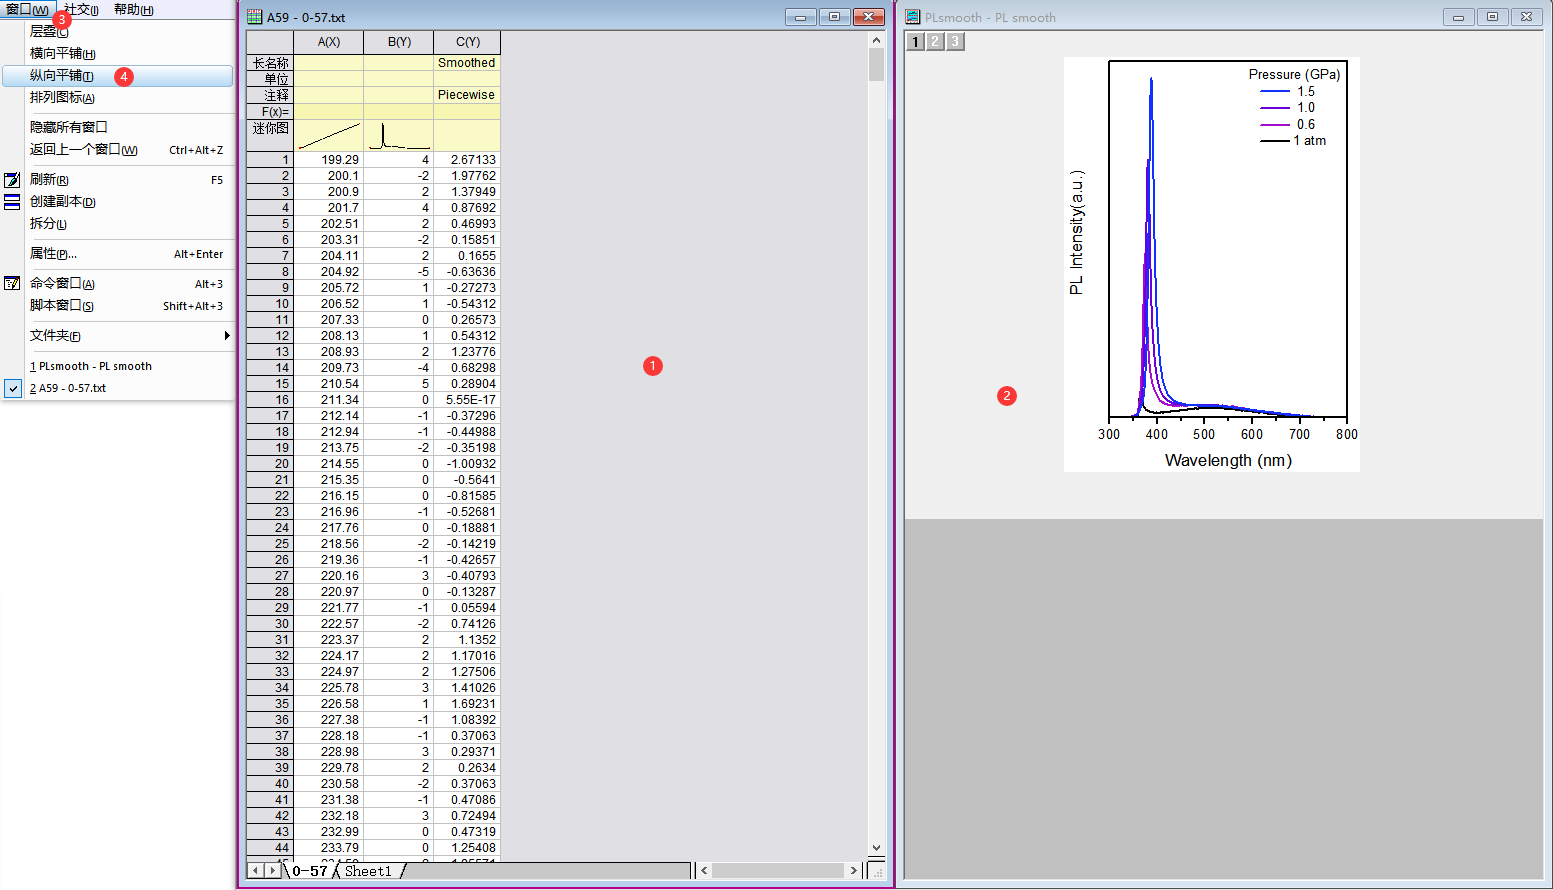 窗口(W) 社交(I) 帮助(H)
3
层叠(C)
横向平铺(H)
纵向平铺(T) 4
排列图标(A)
隐藏所有窗口
返回上一个窗口(W) Ctrl+Alt+Z
刷新(R) F5
创建副本(D)
拆分(L)
属性(P)... Alt+Enter
命令窗口(A) Alt+3
脚本窗口(S) Shift+Alt+3
文件夹(F)
1 PLsmooth - PL smooth
2 A59 - 0-57.txt
A59 - 0-57.txt
A(X) B(Y) C(Y)
长名称 Smoothed
单位
注释 Piecewise
F(x)=
迷你图
1 199.29 4 2.67133
2 200.1 -2 1.97762
3 200.9 2 1.37949
4 201.7 4 0.87692
5 202.51 2 0.46993
6 203.31 -2 0.15851
7 204.11 2 0.1655
8 204.92 -5 -0.63636
9 205.72 1 -0.27273
10 206.52 1 -0.54312
11 207.33 0 0.26573
12 208.13 1 0.54312
13 208.93 2 1.23776
14 209.73 -4 0.68298
15 210.54 5 0.28904
16 211.34 0 5.55E-17
17 212.14 -1 -0.37296
18 212.94 -1 -0.44988
19 213.75 -2 -0.35198
20 214.55 0 -1.00932
21 215.35 0 -0.5641
22 216.15 0 -0.81585
23 216.96 -1 -0.52681
24 217.76 0 -0.18881
25 218.56 -2 -0.14219
26 219.36 -1 -0.42657
27 220.16 3 -0.40793
28 220.97 0 -0.13287
29 221.77 -1 0.05594
30 222.57 -2 0.74126
31 223.37 2 1.1352
32 224.17 2 1.17016
33 224.97 2 1.27506
34 225.78 3 1.41026
35 226.58 1 1.69231
36 227.38 -1 1.08392
37 228.18 -1 0.37063
38 228.98 3 0.29371
39 229.78 2 0.2634
40 230.58 -2 0.37063
41 231.38 -1 0.47086
42 232.18 3 0.72494
43 232.99 0 0.47319
44 233.79 0 1.25408
0-57 Sheet1
1
PLsmooth - PL smooth
1 2 3
Pressure (GPa)
1.5
1.0
0.6
1 atm
PL Intensity(a.u.)
2
300 400 500 600 700 800
Wavelength (nm)